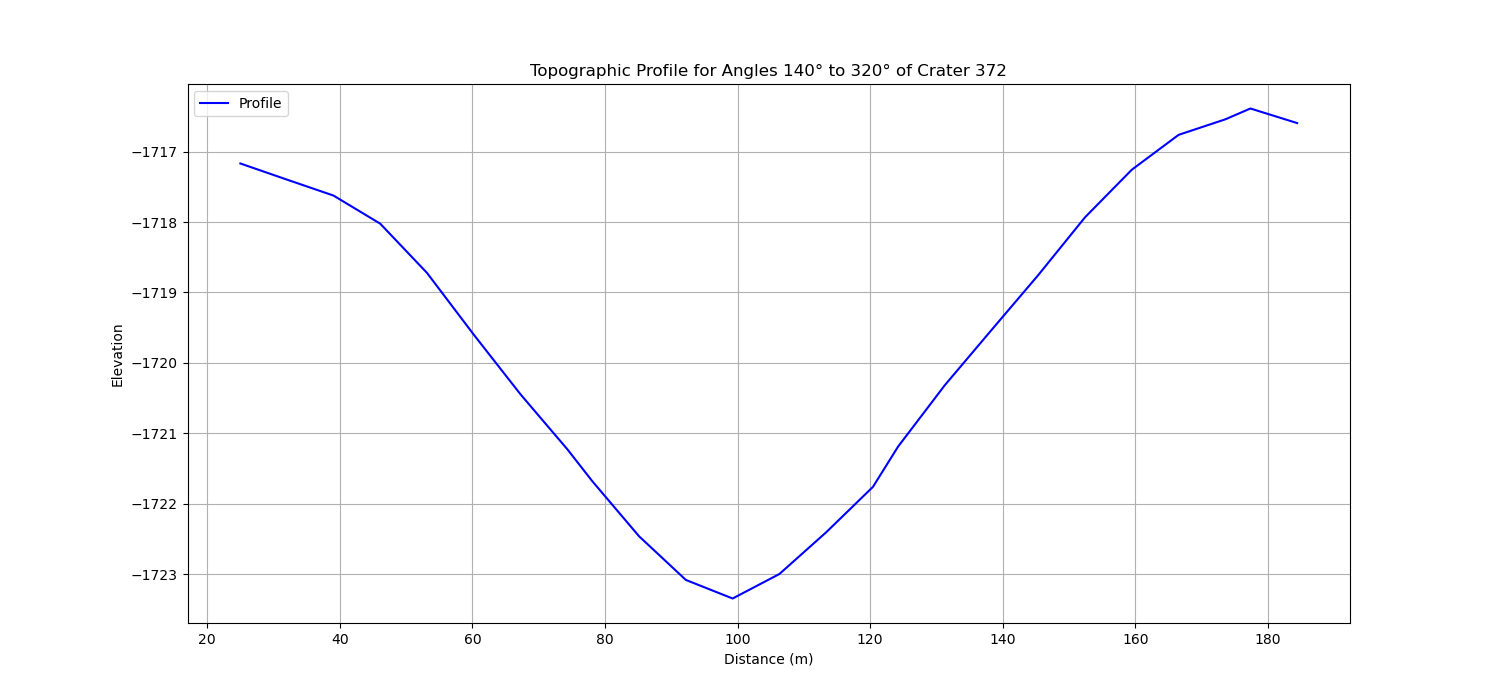 Topographic Profile for Angles 140° to 320° of Crater 372
Profile
−1717
−1718
−1719
−1720
−1721
−1722
−1723
Elevation
20 40 60 80 100 120 140 160 180
Distance (m)